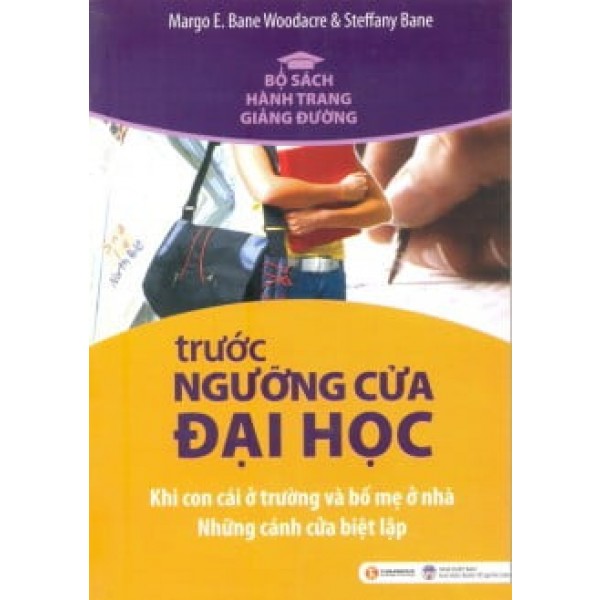 Margo E. Bane Woodacre & Steffany Bane
BỘ SÁCH
HÀNH TRANG
GIẢNG ĐƯỜNG
trước
NGƯỠNG CỬA
ĐẠI HỌC
Khi con cái ở trường và bố mẹ ở nhà
Những cánh cửa biệt lập